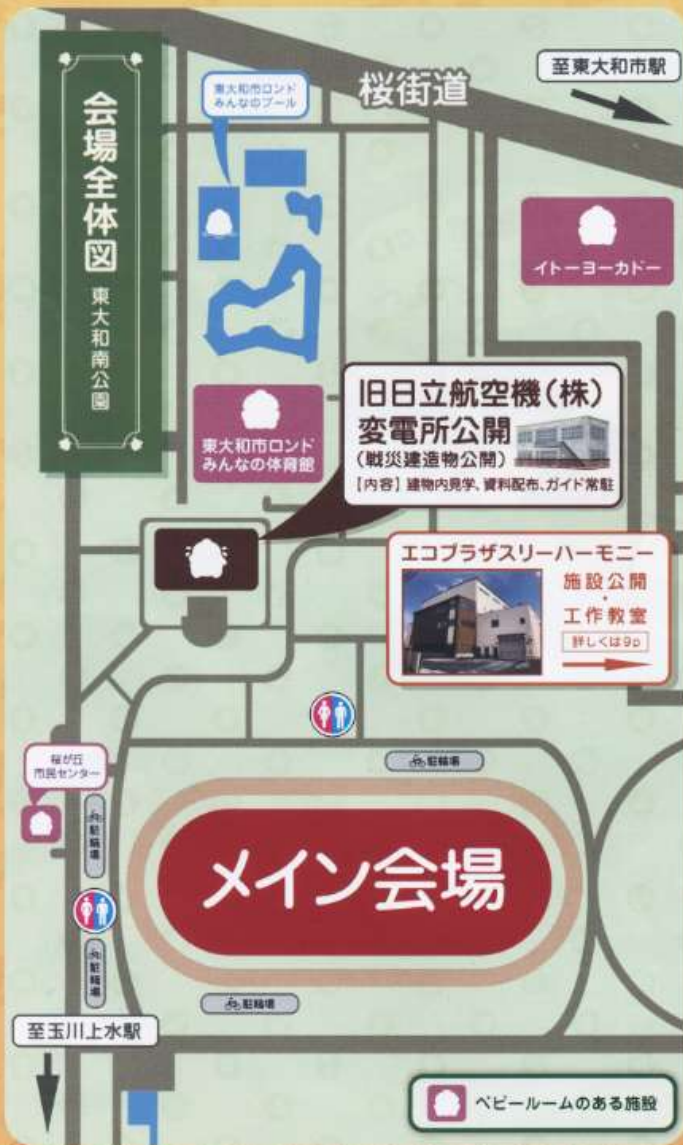 会場全体図
東大和南公園
東大和市ロンド
みんなのプール
桜街道
至東大和市駅
イトーヨーカドー
東大和市ロンド
みんなの体育館
旧日立航空機(株)
変電所公開
(戦災建造物公開)
【内容】建物内見学、資料配布、ガイド常駐
エコプラザスリーハーモニー
施設公開
・
工作教室
詳しくは9p
桜が丘
市民センター
駐輪場
駐輪場
メイン会場
駐輪場
駐輪場
至玉川上水駅
ベビールームのある施設